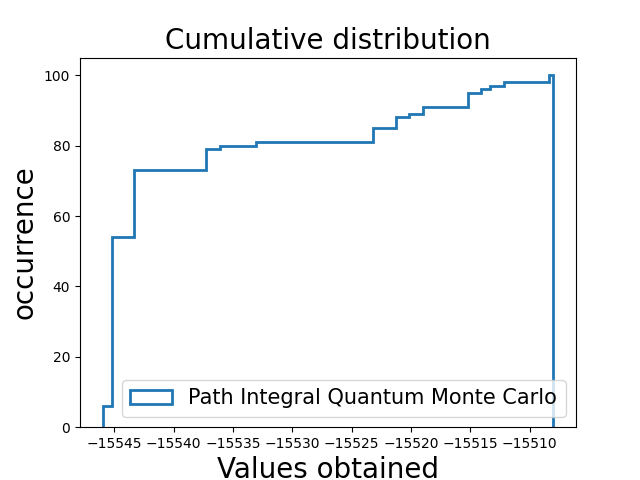 Cumulative distribution
100
80
60
40
20
0
occurrence
Path Integral Quantum Monte Carlo
−15545 −15540 −15535 −15530 −15525 −15520 −15515 −15510
Values obtained